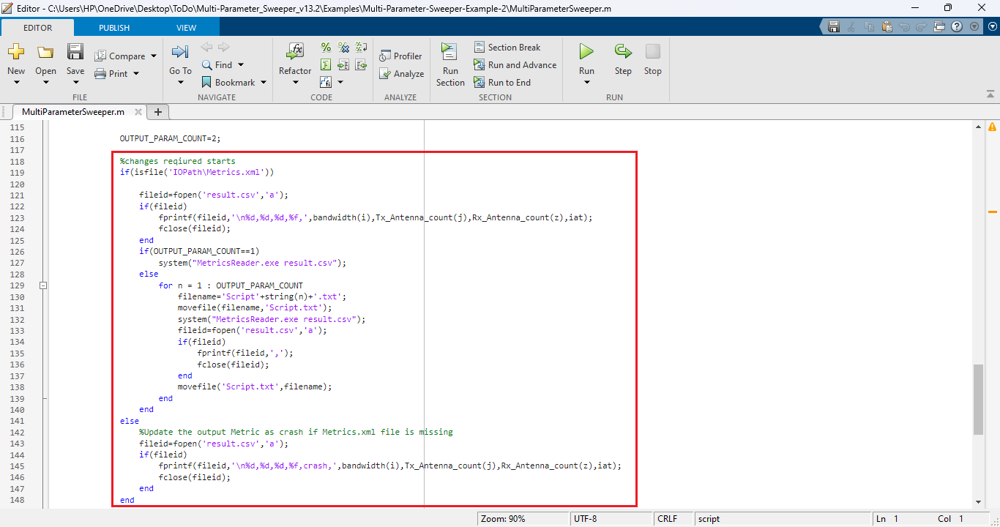 Editor - C:\Users\HP\OneDrive\Desktop\ToDo\Multi-Parameter_Sweeper_v13.2\Examples\Multi-Parameter-Sweeper-Example-2\MultiParameterSweeper.m
EDITOR PUBLISH VIEW
New Open Save Compare Print
Go To Find Bookmark
Refactor
Profiler Analyze
Run Section Section Break Run and Advance Run to End
Run Step Stop
FILE NAVIGATE CODE ANALYZE SECTION RUN
MultiParameterSweeper.m
115
116 OUTPUT_PARAM_COUNT=2;
117
118 %changes reqiured starts
119 if(isfile('IOPath\Metrics.xml'))
120
121 fileid=fopen('result.csv','a');
122 if(fileid)
123 fprintf(fileid,'\n%d,%d,%d,%f,',bandwidth(i),Tx_Antenna_count(j),Rx_Antenna_count(z),iat);
124 fclose(fileid);
125 end
126 if(OUTPUT_PARAM_COUNT==1)
127 system("MetricsReader.exe result.csv");
128 else
129 for n = 1 : OUTPUT_PARAM_COUNT
130 filename='Script'+string(n)+'.txt';
131 movefile(filename,'Script.txt');
132 system("MetricsReader.exe result.csv");
133 fileid=fopen('result.csv','a');
134 if(fileid)
135 fprintf(fileid,',');
136 fclose(fileid);
137 end
138 movefile('Script.txt',filename);
139 end
140 end
141 else
142 %Update the output Metric as crash if Metrics.xml file is missing
143 fileid=fopen('result.csv','a');
144 if(fileid)
145 fprintf(fileid,'\n%d,%d,%d,%f,crash,',bandwidth(i),Tx_Antenna_count(j),Rx_Antenna_count(z),iat);
146 fclose(fileid);
147 end
148 end
Zoom: 90% UTF-8 CRLF script Ln 1 Col 1